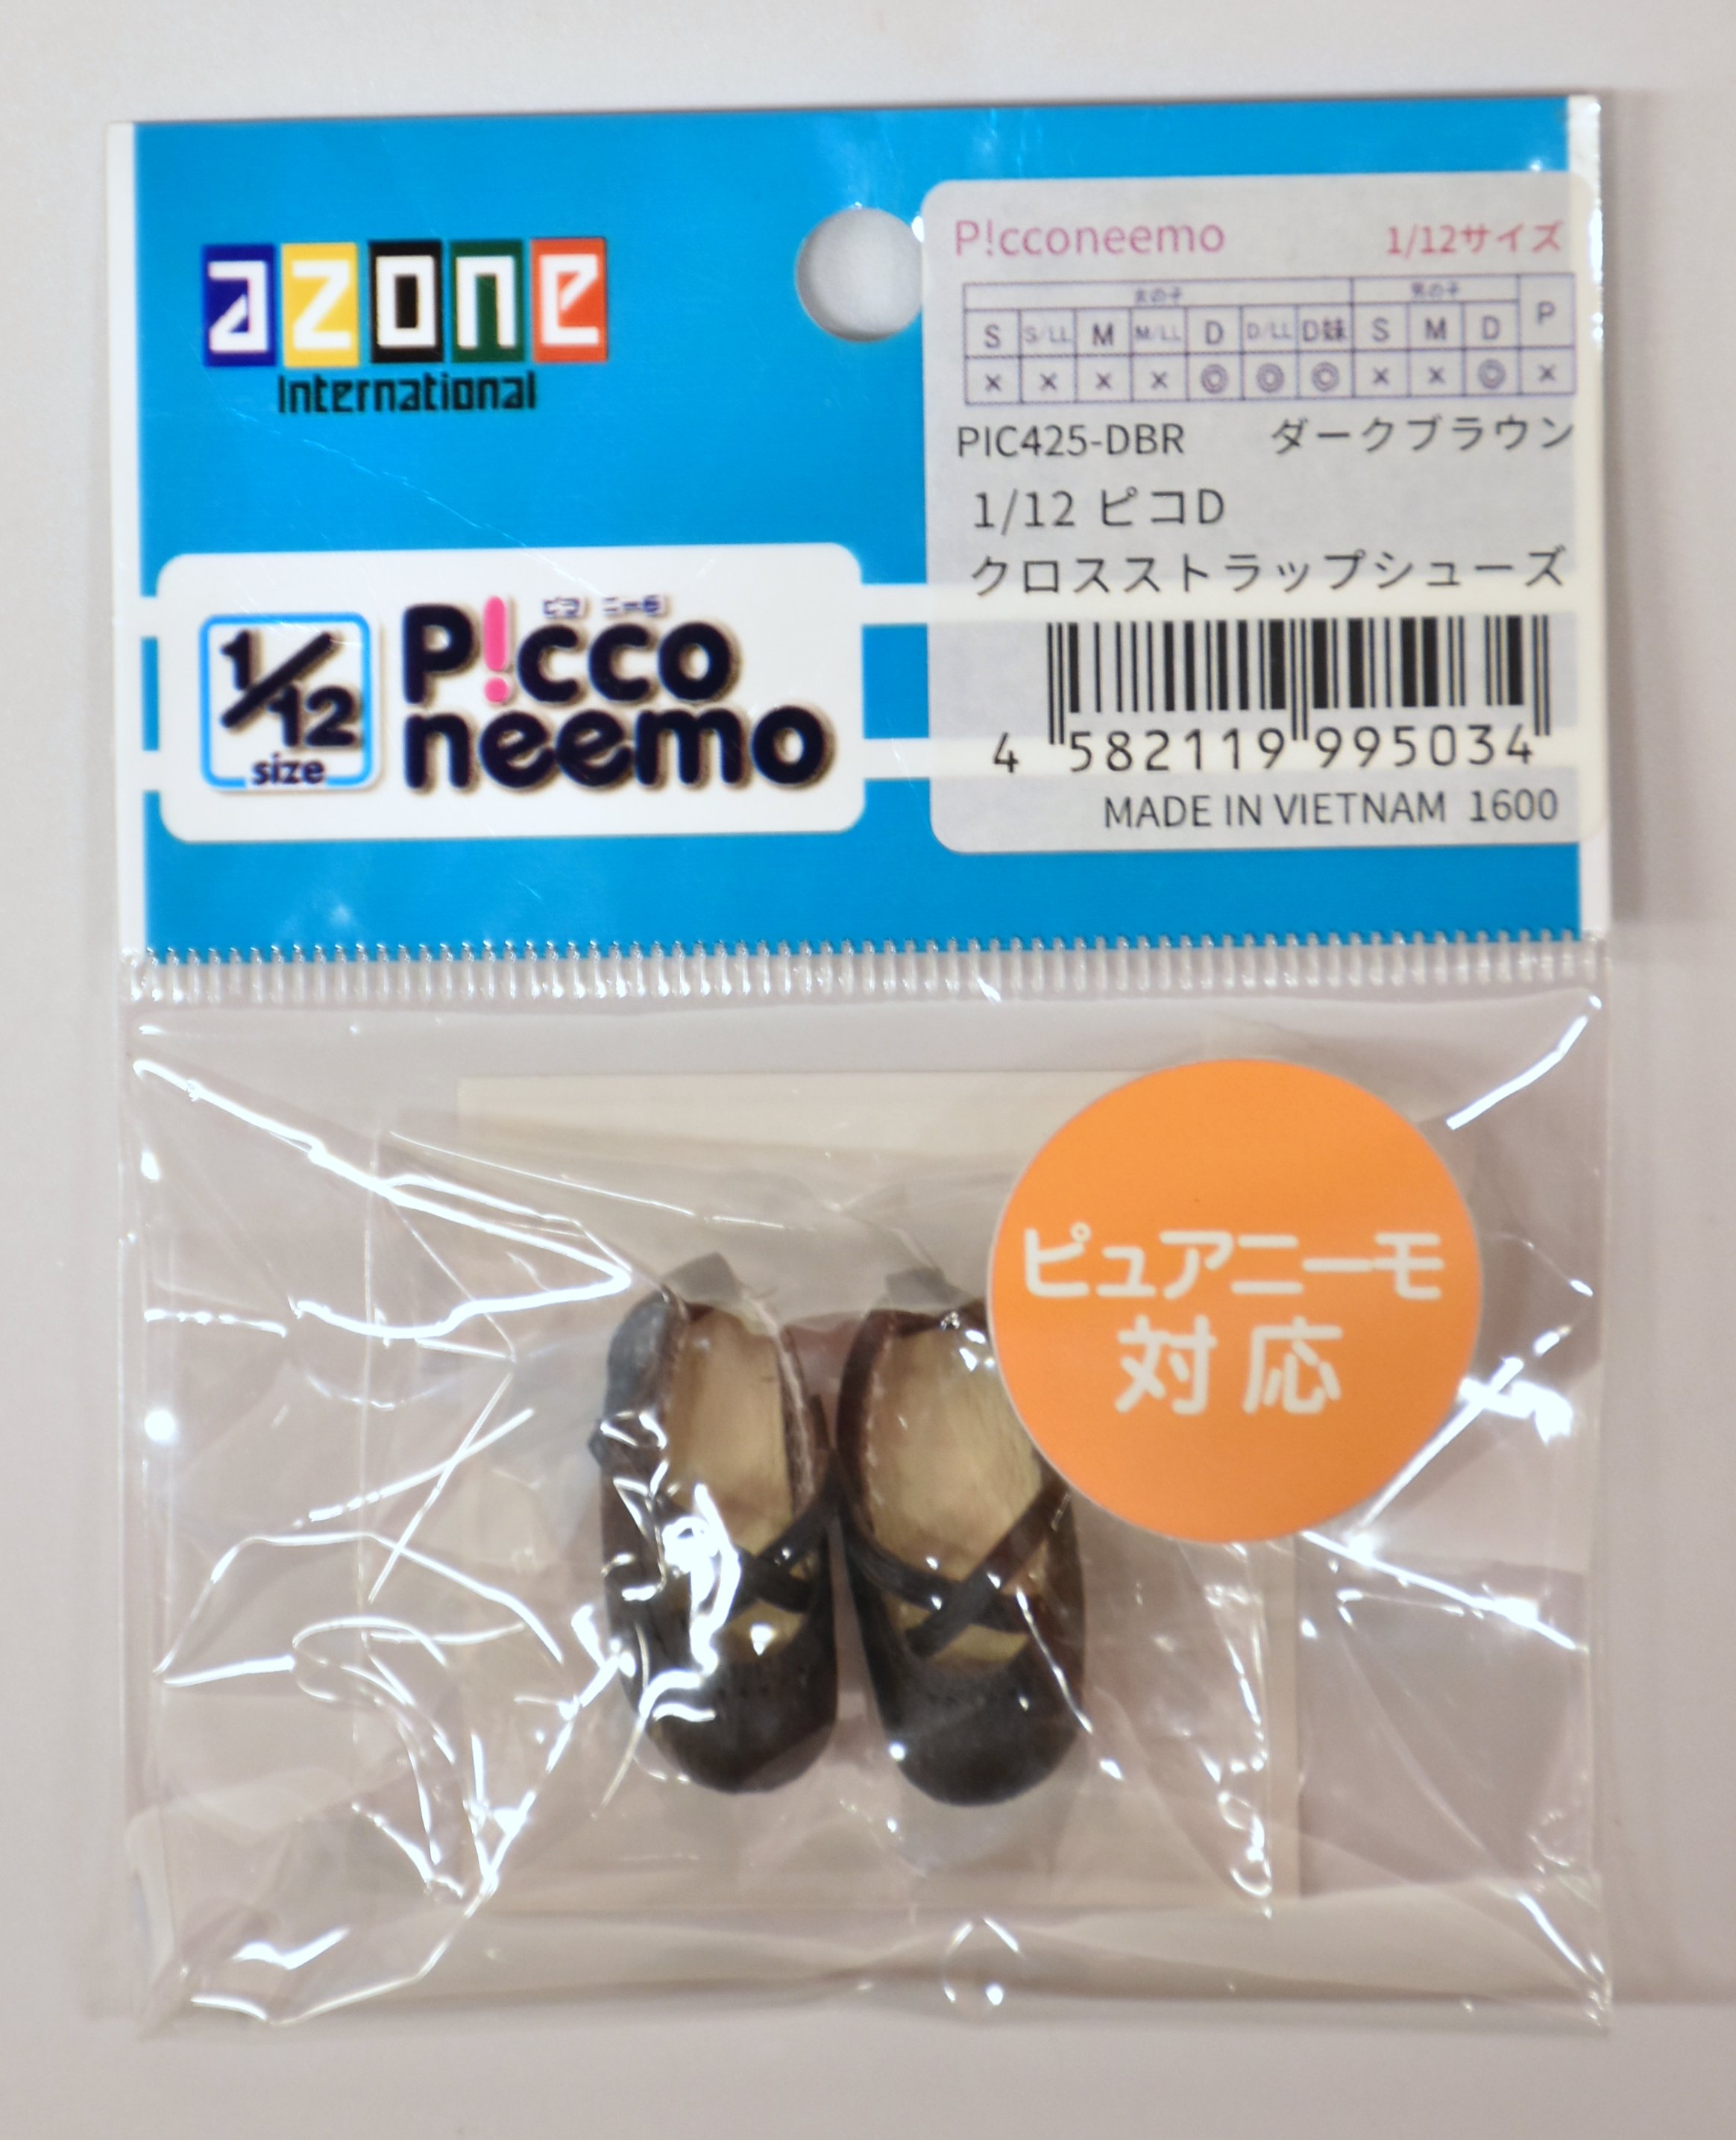 azone
International
1/12
size
ピコ ニーモ
P!cco
neemo
P!cconeemo 1/12サイズ
女の子 男の子
S S/LL M M/LL D D/LL D妹 S M D P
× × × × ◎ ◎ ◎ × × ◎ ×
PIC425-DBR ダークブラウン
1/12 ピコD
クロスストラップシューズ
4 582119 995034
MADE IN VIETNAM 1600
ピュアニーモ
対応